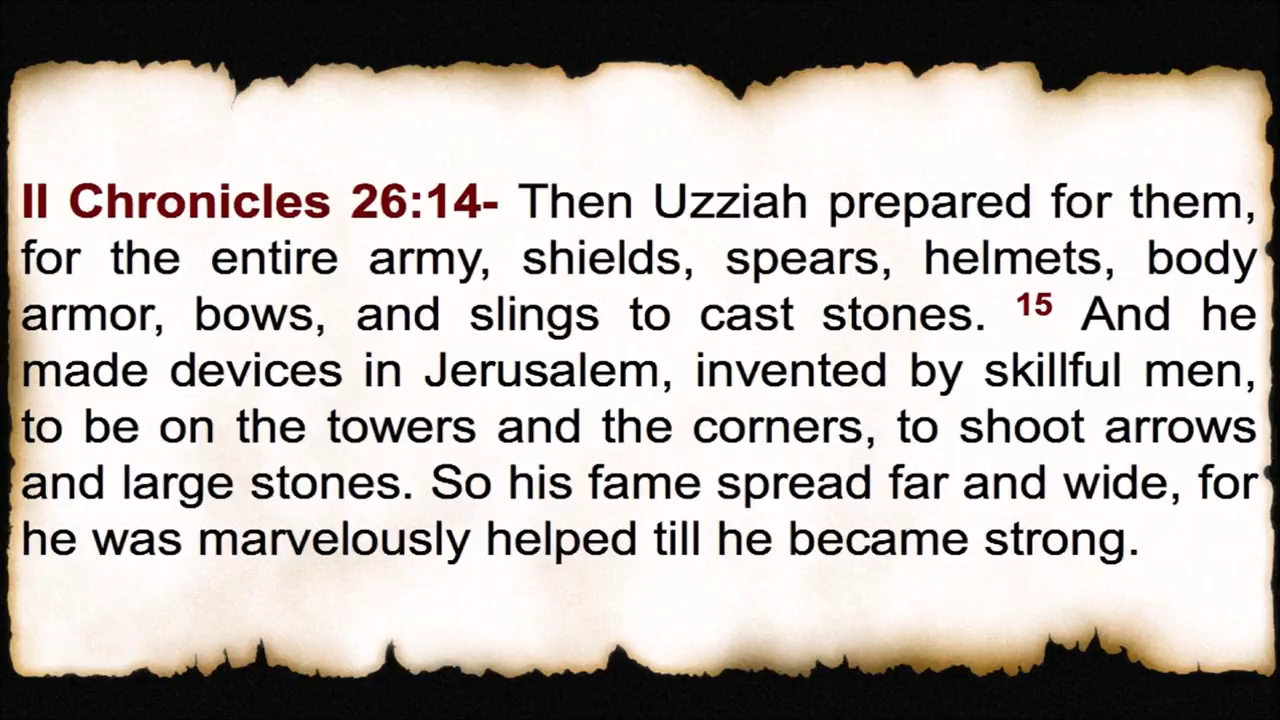 II Chronicles 26:14- Then Uzziah prepared for them,
for the entire army, shields, spears, helmets, body
armor, bows, and slings to cast stones. 15 And he
made devices in Jerusalem, invented by skillful men,
to be on the towers and the corners, to shoot arrows
and large stones. So his fame spread far and wide, for
he was marvelously helped till he became strong.